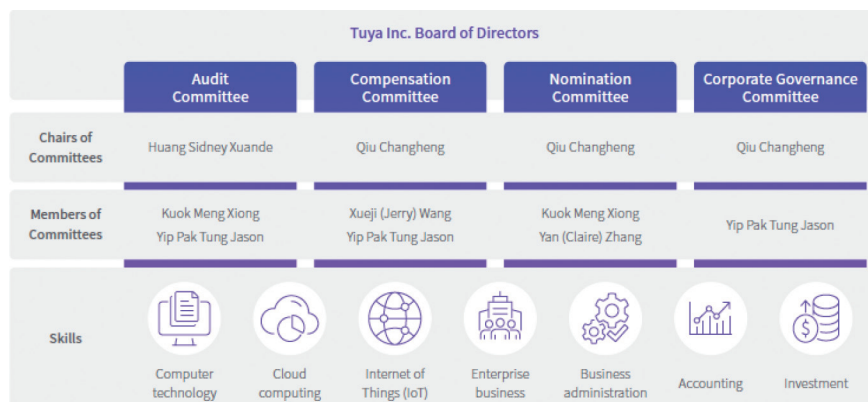 Tuya Inc. Board of Directors
Audit
Committee
Compensation
Committee
Nomination
Committee
Corporate Governance
Committee
Chairs of
Committees
Huang Sidney Xuande
Qiu Changheng
Qiu Changheng
Qiu Changheng
Members of
Committees
Kuok Meng Xiong
Yip Pak Tung Jason
Xueji (Jerry) Wang
Yip Pak Tung Jason
Kuok Meng Xiong
Yan (Claire) Zhang
Yip Pak Tung Jason
Skills
Computer
technology
Cloud
computing
Internet of
Things (IoT)
Enterprise
business
Business
administration
Accounting
Investment